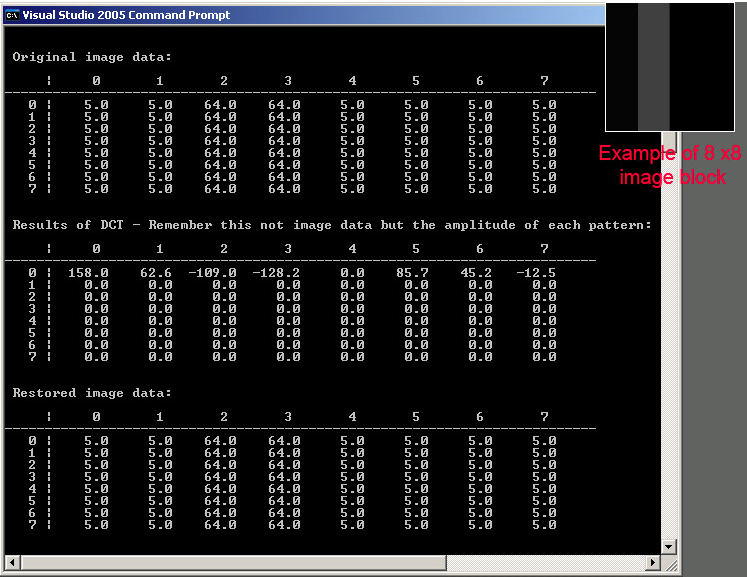 Visual Studio 2005 Command Prompt
Original image data:
¦ 0 1 2 3 4 5 6 7
0 ¦ 5.0 5.0 64.0 64.0 5.0 5.0 5.0 5.0
1 ¦ 5.0 5.0 64.0 64.0 5.0 5.0 5.0 5.0
2 ¦ 5.0 5.0 64.0 64.0 5.0 5.0 5.0 5.0
3 ¦ 5.0 5.0 64.0 64.0 5.0 5.0 5.0 5.0
4 ¦ 5.0 5.0 64.0 64.0 5.0 5.0 5.0 5.0
5 ¦ 5.0 5.0 64.0 64.0 5.0 5.0 5.0 5.0
6 ¦ 5.0 5.0 64.0 64.0 5.0 5.0 5.0 5.0
7 ¦ 5.0 5.0 64.0 64.0 5.0 5.0 5.0 5.0
Example of 8 x8
image block
Results of DCT - Remember this not image data but the amplitude of each pattern:
¦ 0 1 2 3 4 5 6 7
0 ¦ 158.0 62.6 -109.0 -128.2 0.0 85.7 45.2 -12.5
1 ¦ 0.0 0.0 0.0 0.0 0.0 0.0 0.0 0.0
2 ¦ 0.0 0.0 0.0 0.0 0.0 0.0 0.0 0.0
3 ¦ 0.0 0.0 0.0 0.0 0.0 0.0 0.0 0.0
4 ¦ 0.0 0.0 0.0 0.0 0.0 0.0 0.0 0.0
5 ¦ 0.0 0.0 0.0 0.0 0.0 0.0 0.0 0.0
6 ¦ 0.0 0.0 0.0 0.0 0.0 0.0 0.0 0.0
7 ¦ 0.0 0.0 0.0 0.0 0.0 0.0 0.0 0.0
Restored image data:
¦ 0 1 2 3 4 5 6 7
0 ¦ 5.0 5.0 64.0 64.0 5.0 5.0 5.0 5.0
1 ¦ 5.0 5.0 64.0 64.0 5.0 5.0 5.0 5.0
2 ¦ 5.0 5.0 64.0 64.0 5.0 5.0 5.0 5.0
3 ¦ 5.0 5.0 64.0 64.0 5.0 5.0 5.0 5.0
4 ¦ 5.0 5.0 64.0 64.0 5.0 5.0 5.0 5.0
5 ¦ 5.0 5.0 64.0 64.0 5.0 5.0 5.0 5.0
6 ¦ 5.0 5.0 64.0 64.0 5.0 5.0 5.0 5.0
7 ¦ 5.0 5.0 64.0 64.0 5.0 5.0 5.0 5.0